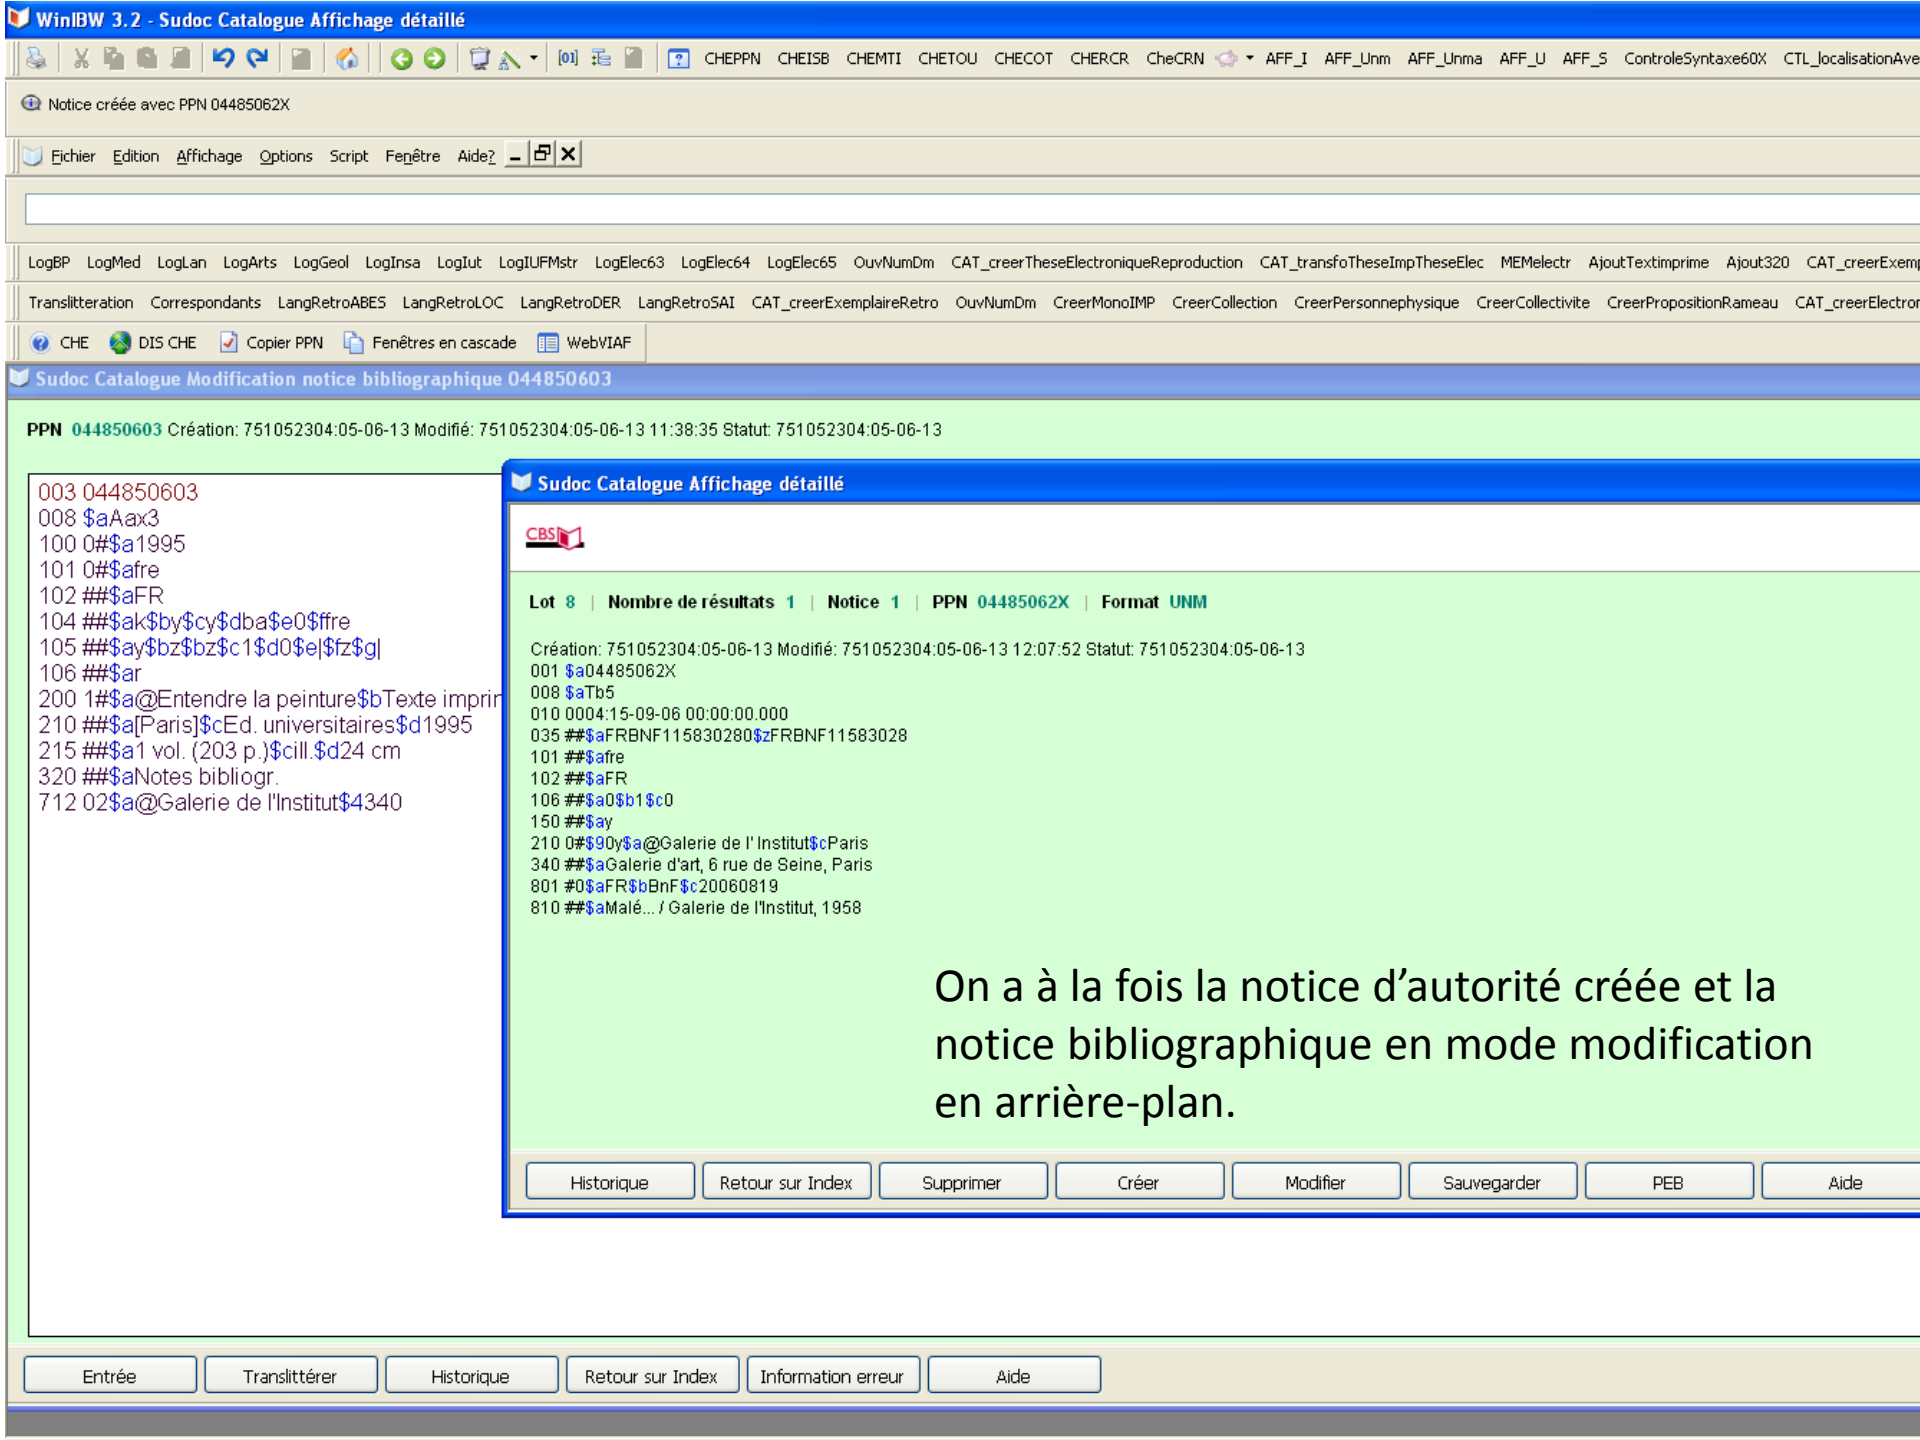 WinIBW 3.2 - Sudoc Catalogue Affichage détaillé
[01] CHEPPN CHEISB CHEMTI CHETOU CHECOT CHERCR CheCRN AFF_I AFF_Unm AFF_Unma AFF_U AFF_S ControleSyntaxe60X CTL_localisationAve
Notice créée avec PPN 04485062X
Fichier Edition Affichage Options Script Fenêtre Aide?
LogBP LogMed LogLan LogArts LogGeol LogInsa LogIut LogIUFMstr LogElec63 LogElec64 LogElec65 OuvNumDm CAT_creerTheseElectroniqueReproduction CAT_transfoTheseImpTheseElec MEMelectr AjoutTextimprime Ajout320 CAT_creerExemp
Translitteration Correspondants LangRetroABES LangRetroLOC LangRetroDER LangRetroSAI CAT_creerExemplaireRetro OuvNumDm CreerMonoIMP CreerCollection CreerPersonnephysique CreerCollectivite CreerPropositionRameau CAT_creerElectror
CHE DIS CHE Copier PPN Fenêtres en cascade WebVIAF
Sudoc Catalogue Modification notice bibliographique 044850603
PPN 044850603 Création: 751052304:05-06-13 Modifié: 751052304:05-06-13 11:38:35 Statut: 751052304:05-06-13
003 044850603
008 $aAax3
100 0#$a1995
101 0#$afre
102 ##$aFR
104 ##$ak$by$cy$dba$e0$ffre
105 ##$ay$bz$bz$c1$d0$e|$fz$g|
106 ##$ar
200 1#$a@Entendre la peinture$bTexte imprin
210 ##$a[Paris]$cEd. universitaires$d1995
215 ##$a1 vol. (203 p.)$cill.$d24 cm
320 ##$aNotes bibliogr.
712 02$a@Galerie de l'Institut$4340
Sudoc Catalogue Affichage détaillé
CBS
Lot 8 | Nombre de résultats 1 | Notice 1 | PPN 04485062X | Format UNM
Création: 751052304:05-06-13 Modifié: 751052304:05-06-13 12:07:52 Statut: 751052304:05-06-13
001 $a04485062X
008 $aTb5
010 0004:15-09-06 00:00:00.000
035 ##$aFRBNF115830280$zFRBNF11583028
101 ##$afre
102 ##$aFR
106 ##$a0$b1$c0
150 ##$ay
210 0#$90y$a@Galerie de l' Institut$cParis
340 ##$aGalerie d'art, 6 rue de Seine, Paris
801 #0$aFR$bBnF$c20060819
810 ##$aMalé... / Galerie de l'Institut, 1958
On a à la fois la notice d’autorité créée et la
notice bibliographique en mode modification
en arrière-plan.
Historique Retour sur Index Supprimer Créer Modifier Sauvegarder PEB Aide
Entrée Translittérer Historique Retour sur Index Information erreur Aide